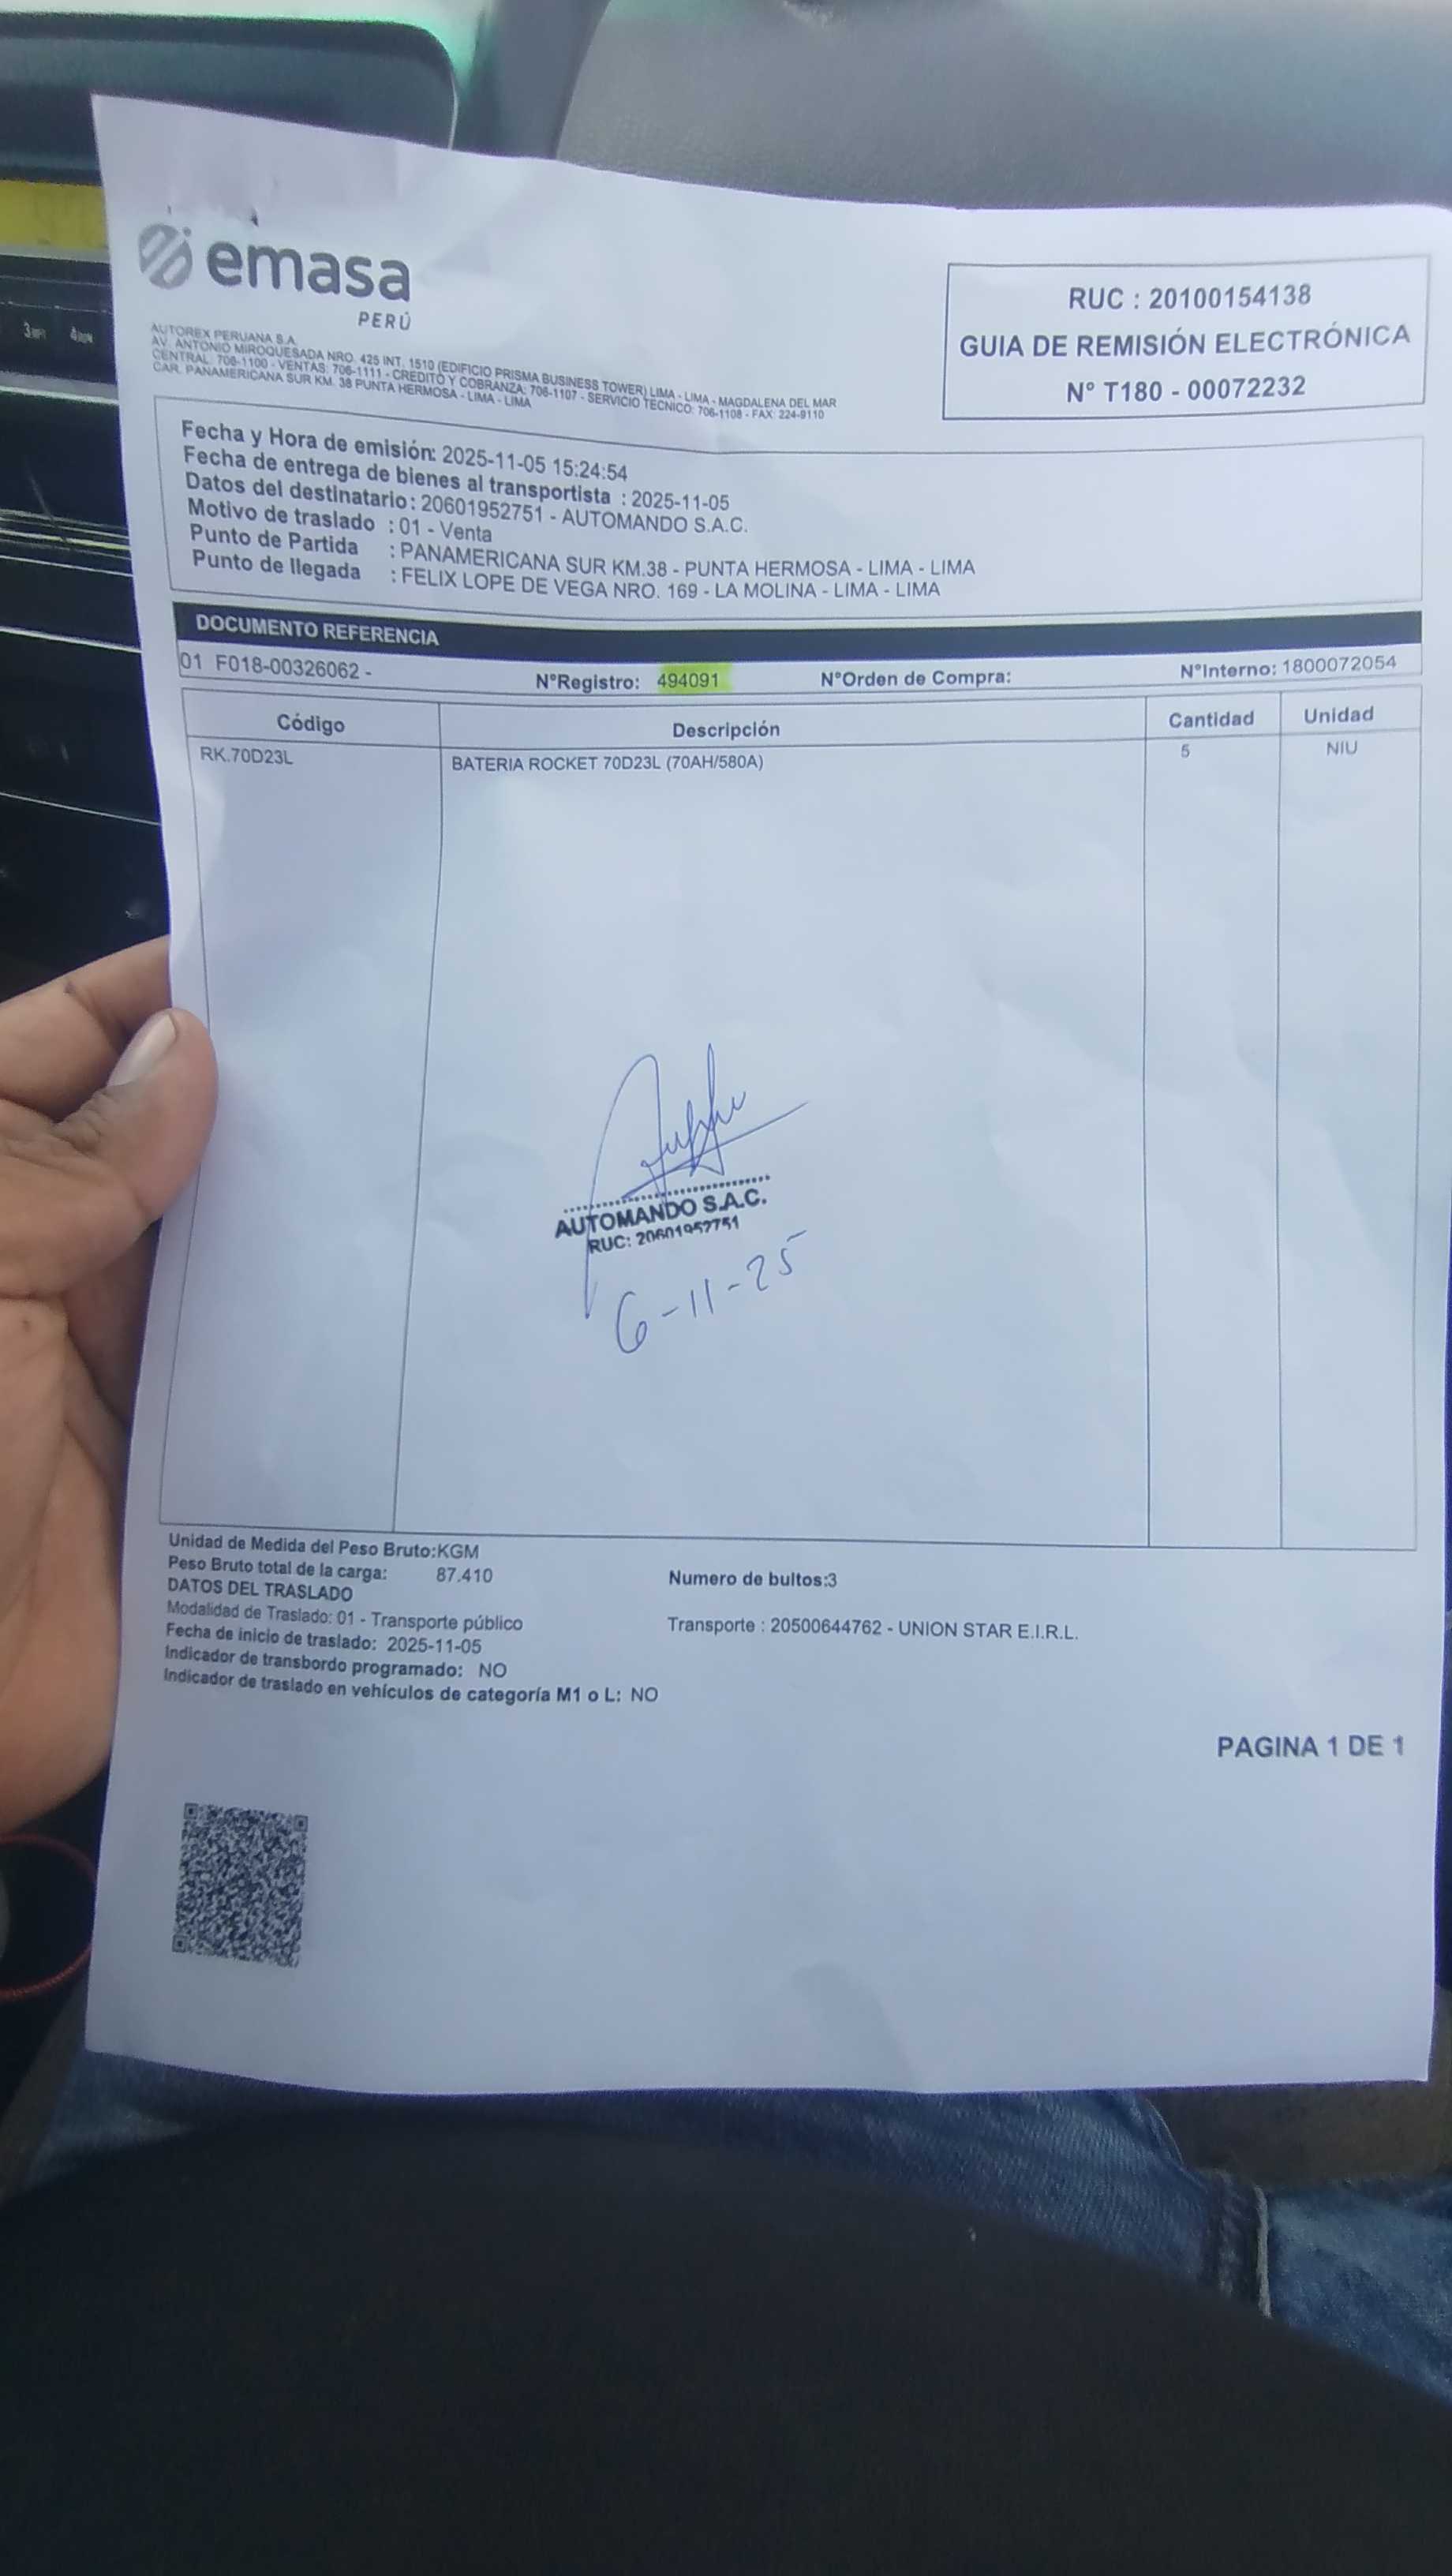 emasa
PERÚ
RUC : 20100154138
GUIA DE REMISIÓN ELECTRÓNICA
N° T180 - 00072232
AUTOREX PERUANA S.A.
AV. ANTONIO MIROQUESADA NRO. 425 INT. 1510 (EDIFICIO PRISMA BUSINESS TOWER) LIMA - LIMA - MAGDALENA DEL MAR
CENTRAL: 706-1100 - VENTAS: 706-1111 - CREDITO Y COBRANZA: 706-1107 - SERVICIO TECNICO: 706-1108 - FAX: 224-9110
CAR. PANAMERICANA SUR KM. 38 PUNTA HERMOSA - LIMA - LIMA
Fecha y Hora de emisión: 2025-11-05 15:24:54
Fecha de entrega de bienes al transportista : 2025-11-05
Datos del destinatario: 20601952751 - AUTOMANDO S.A.C.
Motivo de traslado : 01 - Venta
Punto de Partida : PANAMERICANA SUR KM.38 - PUNTA HERMOSA - LIMA - LIMA
Punto de llegada : FELIX LOPE DE VEGA NRO. 169 - LA MOLINA - LIMA - LIMA
DOCUMENTO REFERENCIA
01 F018-00326062 - N°Registro: 494091 N°Orden de Compra: N°Interno: 1800072054
Código Descripción Cantidad Unidad
RK.70D23L BATERIA ROCKET 70D23L (70AH/580A) 5 NIU
AUTOMANDO S.A.C.
RUC: 20601952751
6-11-25
Unidad de Medida del Peso Bruto:KGM
Peso Bruto total de la carga: 87.410 Numero de bultos:3
DATOS DEL TRASLADO
Modalidad de Traslado: 01 - Transporte público Transporte : 20500644762 - UNION STAR E.I.R.L.
Fecha de inicio de traslado: 2025-11-05
Indicador de transbordo programado: NO
Indicador de traslado en vehículos de categoría M1 o L: NO
PAGINA 1 DE 1